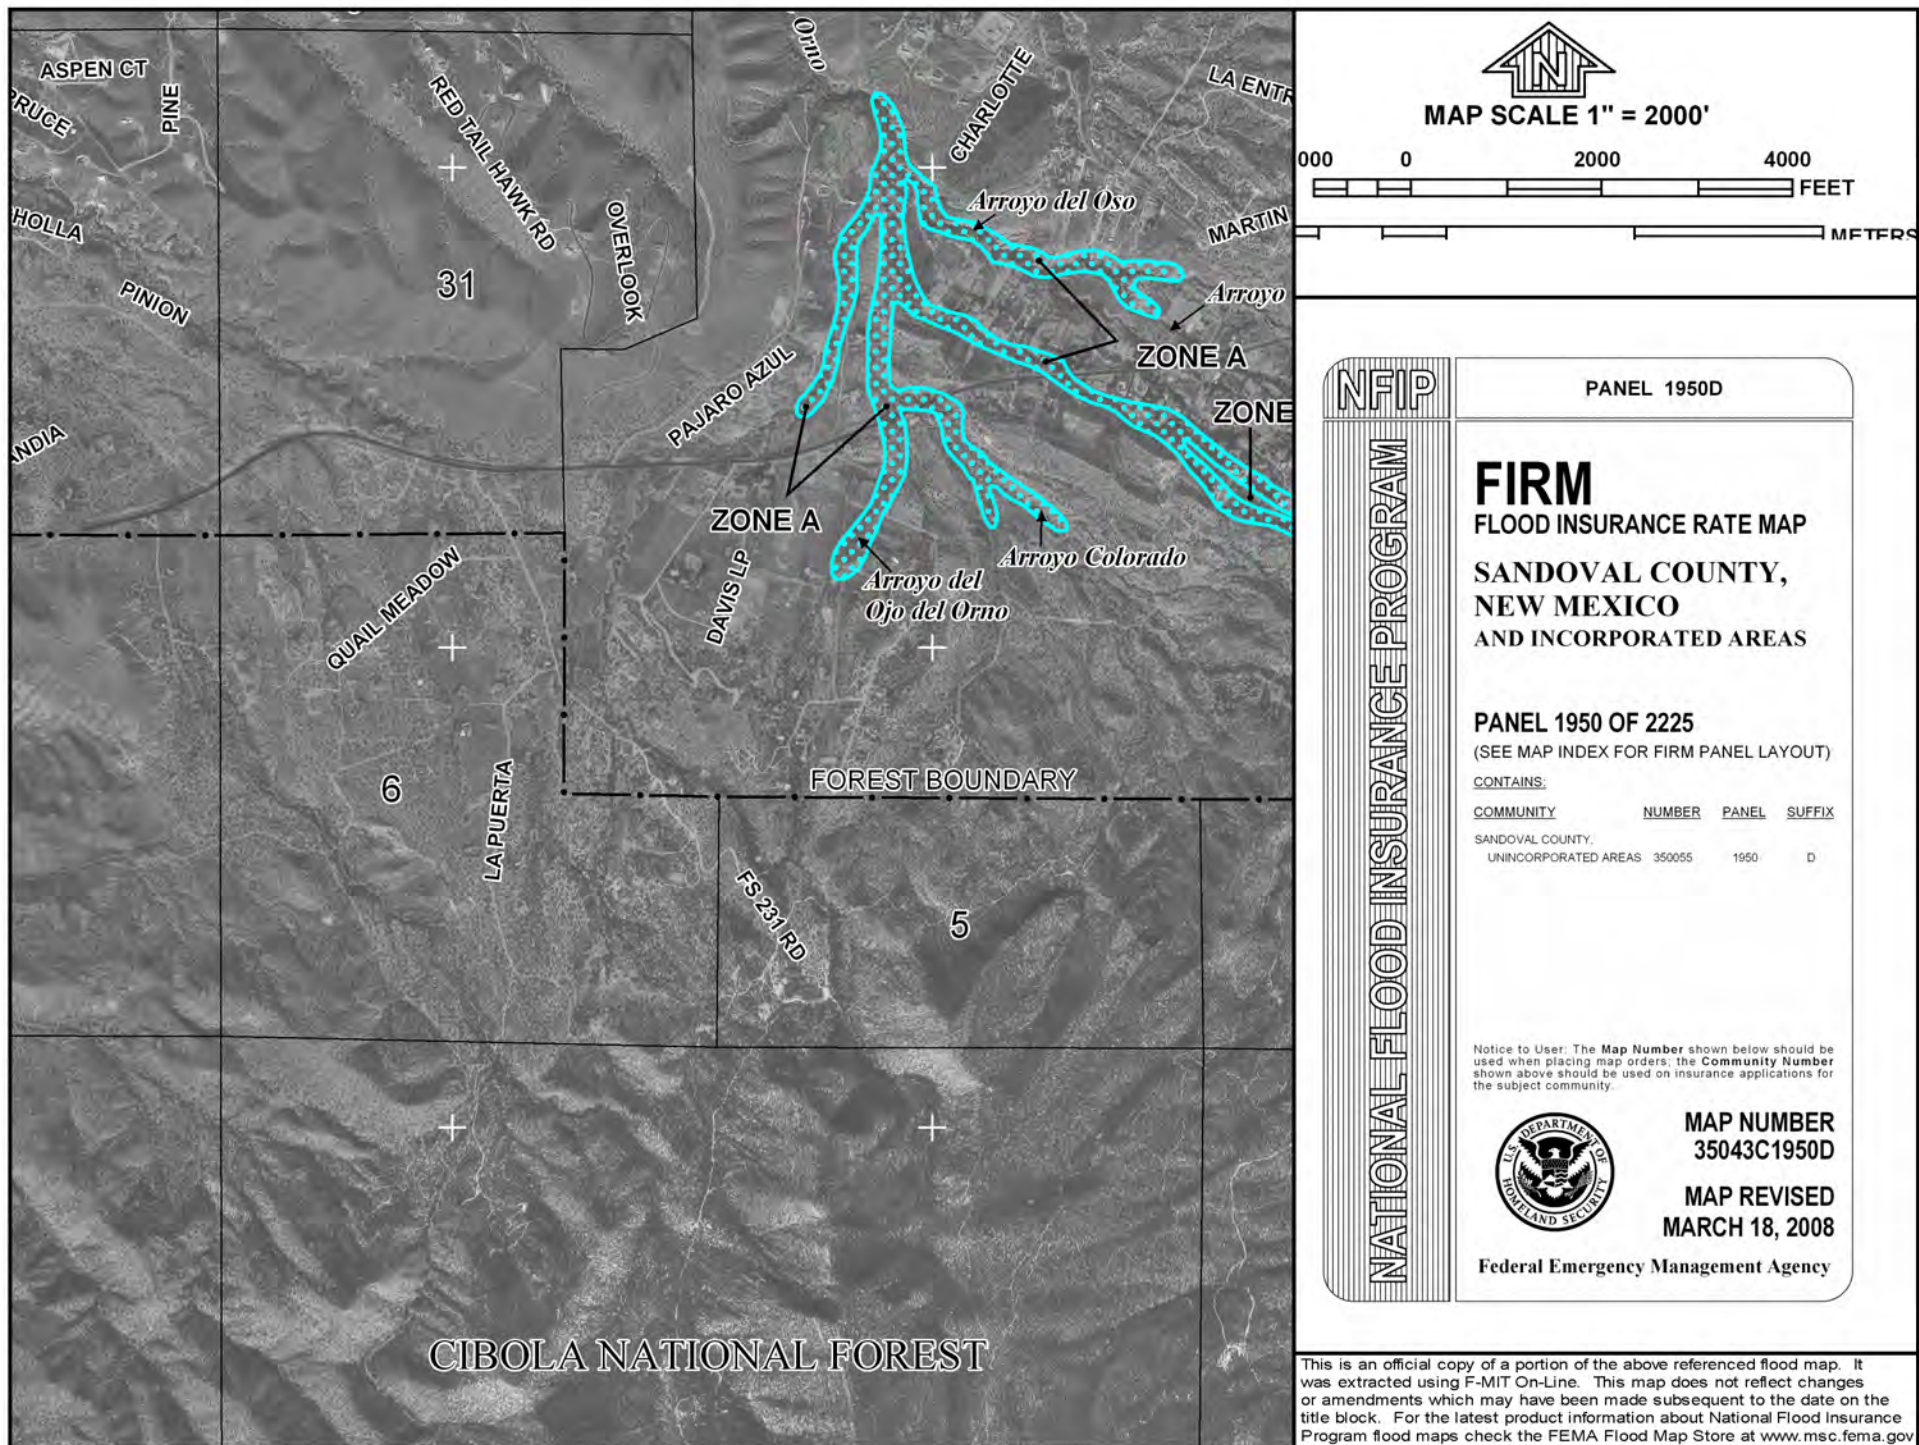 ASPEN CT
PINE
RED TAIL HAWK RD
OVERLOOK
PINION
31
Orno
CHARLOTTE
Arroyo del Oso
MARTIN
Arroyo
ZONE A
ZONE
PAJARO AZUL
ZONE A
Arroyo Colorado
Arroyo del
Ojo del Orno
DAVIS LP
QUAIL MEADOW
6
LA PUERTA
FOREST BOUNDARY
FS 231 RD
5
CIBOLA NATIONAL FOREST
N
MAP SCALE 1" = 2000'
000 0 2000 4000
FEET
METERS
NFIP
PANEL 1950D
NATIONAL FLOOD INSURANCE PROGRAM
FIRM
FLOOD INSURANCE RATE MAP
SANDOVAL COUNTY,
NEW MEXICO
AND INCORPORATED AREAS
PANEL 1950 OF 2225
(SEE MAP INDEX FOR FIRM PANEL LAYOUT)
CONTAINS:
COMMUNITY NUMBER PANEL SUFFIX
SANDOVAL COUNTY,
UNINCORPORATED AREAS 350055 1950 D
Notice to User: The Map Number shown below should be
used when placing map orders; the Community Number
shown above should be used on insurance applications for
the subject community.
U.S. DEPARTMENT OF HOMELAND SECURITY
MAP NUMBER
35043C1950D
MAP REVISED
MARCH 18, 2008
Federal Emergency Management Agency
This is an official copy of a portion of the above referenced flood map. It
was extracted using F-MIT On-Line. This map does not reflect changes
or amendments which may have been made subsequent to the date on the
title block. For the latest product information about National Flood Insurance
Program flood maps check the FEMA Flood Map Store at www.msc.fema.gov